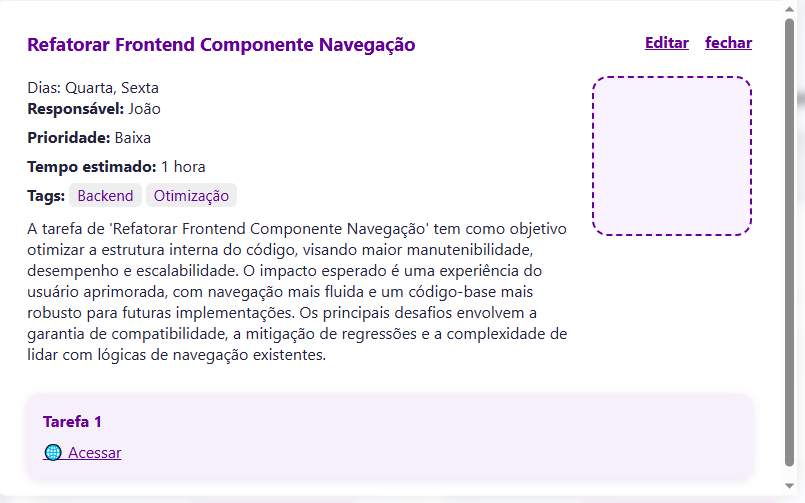 Refatorar Frontend Componente Navegação
Editar fechar
Dias: Quarta, Sexta
Responsável: João
Prioridade: Baixa
Tempo estimado: 1 hora
Tags: Backend Otimização
A tarefa de 'Refatorar Frontend Componente Navegação' tem como objetivo
otimizar a estrutura interna do código, visando maior manutenibilidade,
desempenho e escalabilidade. O impacto esperado é uma experiência do
usuário aprimorada, com navegação mais fluida e um código-base mais
robusto para futuras implementações. Os principais desafios envolvem a
garantia de compatibilidade, a mitigação de regressões e a complexidade de
lidar com lógicas de navegação existentes.
Tarefa 1
Acessar